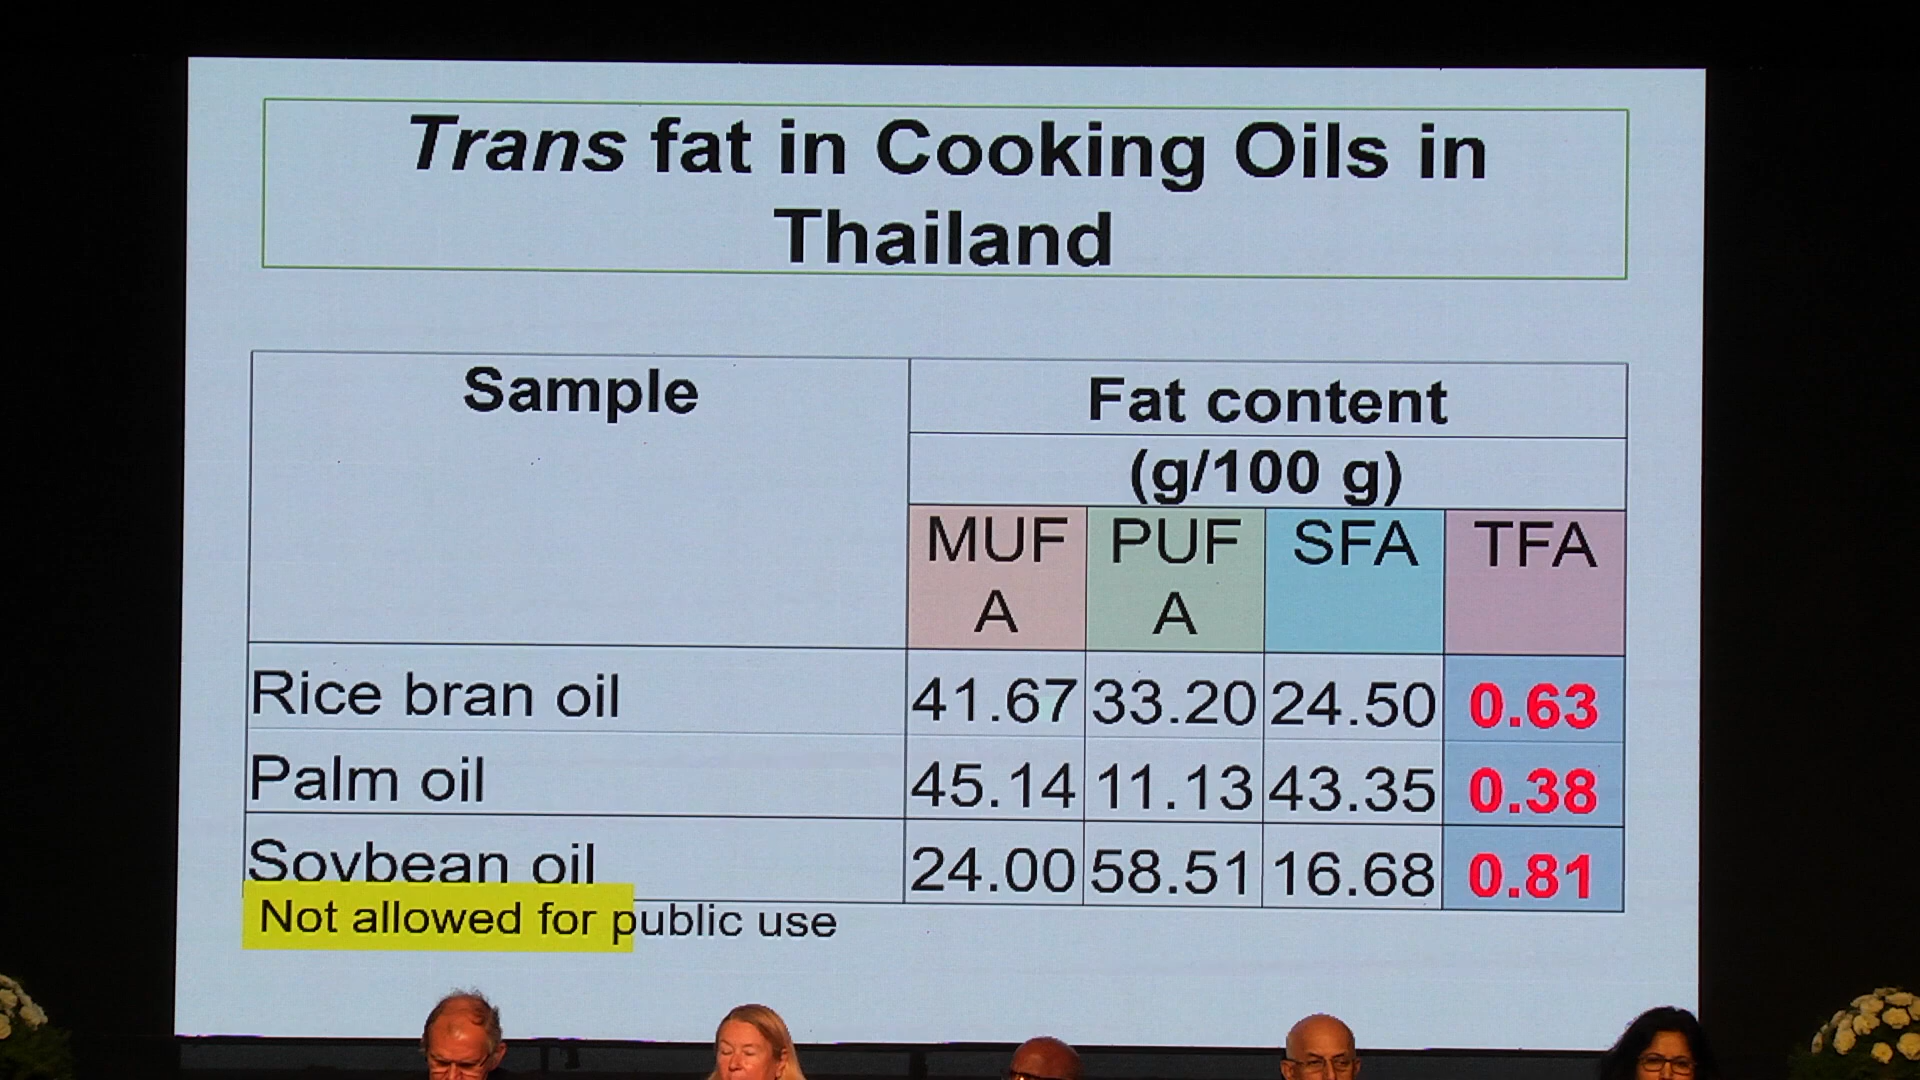 Trans fat in Cooking Oils in
Thailand
Sample
Fat content
(g/100 g)
MUF
A
PUF
A
SFA
TFA
Rice bran oil 41.67 33.20 24.50 0.63
Palm oil 45.14 11.13 43.35 0.38
Soybean oil 24.00 58.51 16.68 0.81
Not allowed for public use